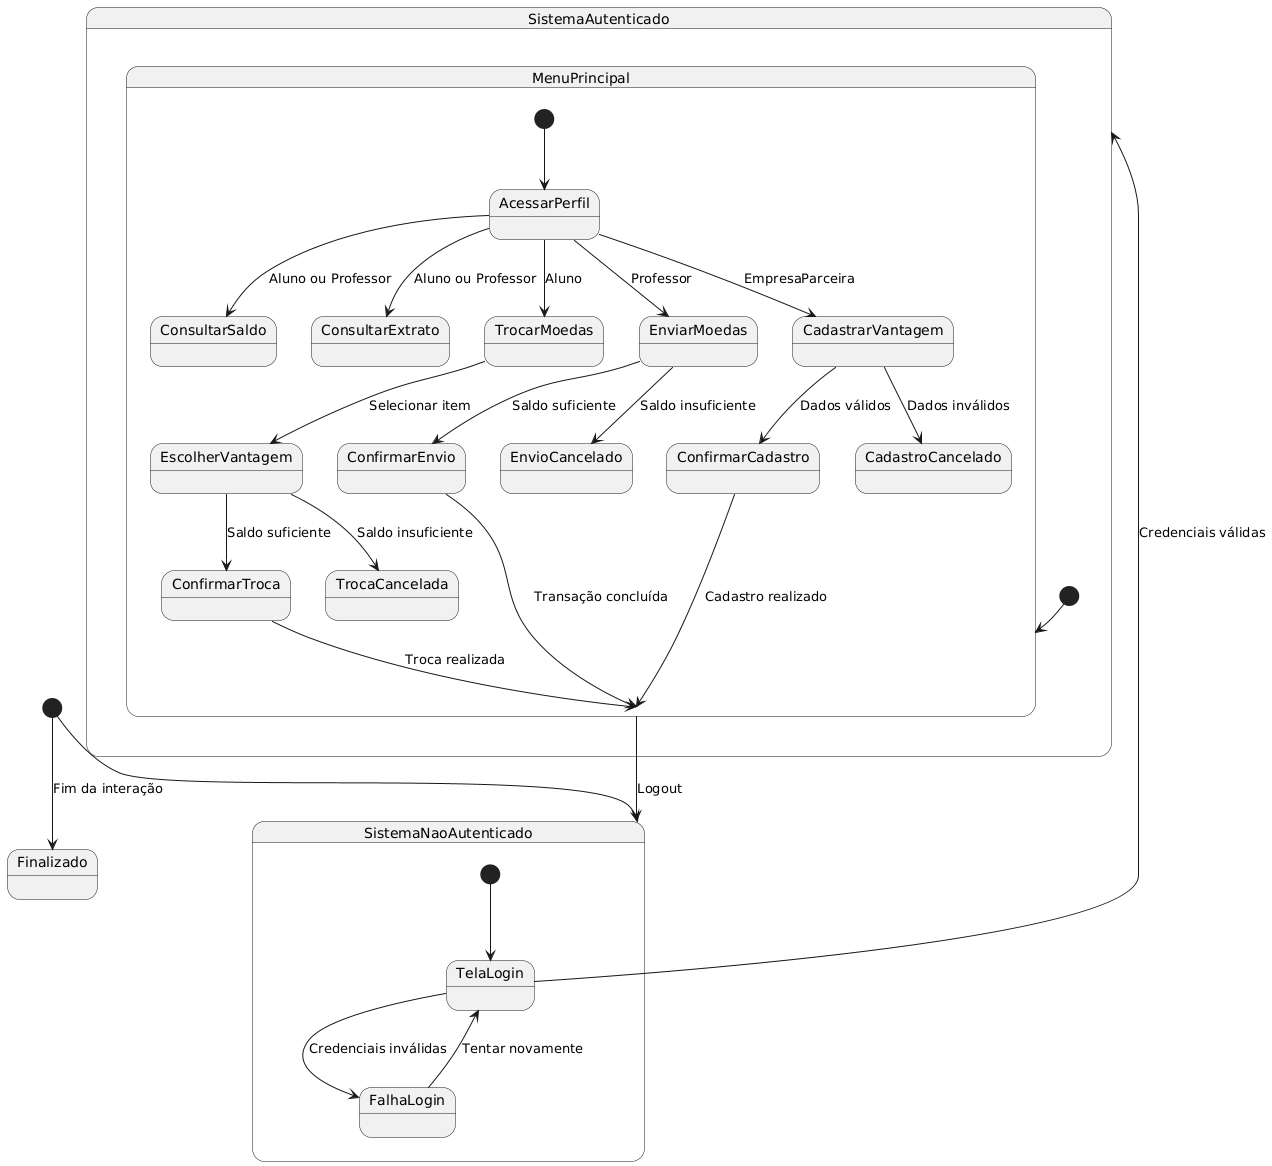 SistemaAutenticado
MenuPrincipal
AcessarPerfil
Aluno ou Professor
Aluno ou Professor
Aluno
Professor
EmpresaParceira
ConsultarSaldo
ConsultarExtrato
TrocarMoedas
EnviarMoedas
CadastrarVantagem
Selecionar item
Saldo suficiente
Saldo insuficiente
Dados válidos
Dados inválidos
EscolherVantagem
ConfirmarEnvio
EnvioCancelado
ConfirmarCadastro
CadastroCancelado
Saldo suficiente
Saldo insuficiente
Credenciais válidas
ConfirmarTroca
TrocaCancelada
Transação concluída
Cadastro realizado
Troca realizada
Fim da interação
Logout
SistemaNaoAutenticado
Finalizado
TelaLogin
Credenciais inválidas
Tentar novamente
FalhaLogin